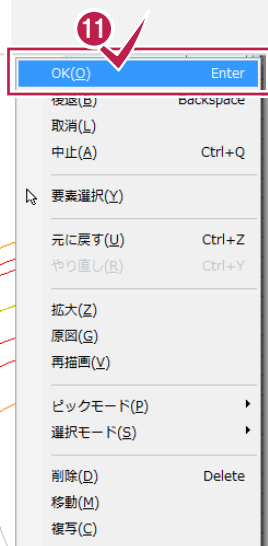 11
OK(O) Enter
後退(B) Backspace
取消(L)
中止(A) Ctrl+Q
要素選択(Y)
元に戻す(U) Ctrl+Z
やり直し(R) Ctrl+Y
拡大(Z)
原図(G)
再描画(V)
ピックモード(P)
選択モード(S)
削除(D) Delete
移動(M)
複写(C)